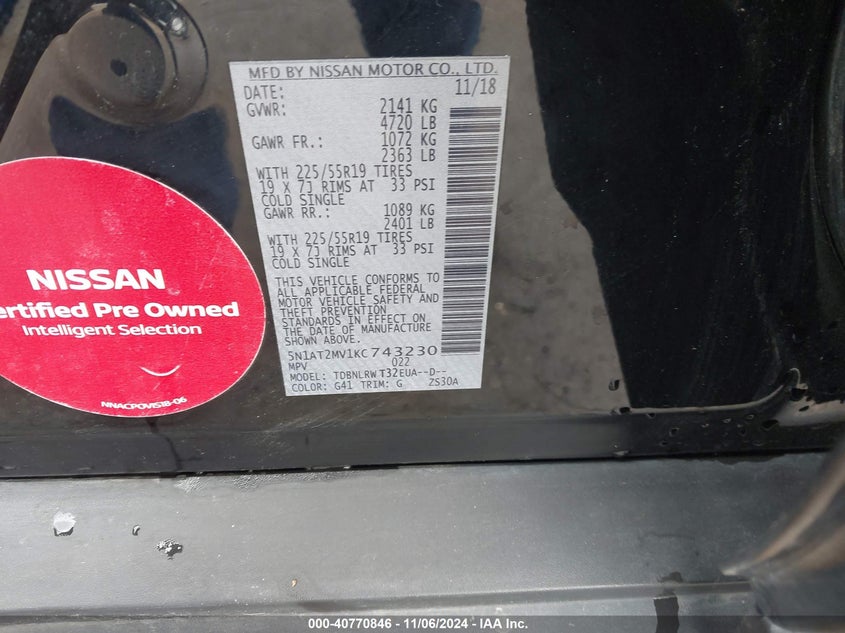 MFD BY NISSAN MOTOR CO., LTD.
DATE: 11/18
GVWR: 2141 KG
4720 LB
GAWR FR.: 1072 KG
2363 LB
WITH 225/55R19 TIRES
19 X 7J RIMS AT 33 PSI
COLD SINGLE
GAWR RR.: 1089 KG
2401 LB
WITH 225/55R19 TIRES
19 X 7J RIMS AT 33 PSI
COLD SINGLE
THIS VEHICLE CONFORMS TO
ALL APPLICABLE FEDERAL
MOTOR VEHICLE SAFETY AND
THEFT PREVENTION
STANDARDS IN EFFECT ON
THE DATE OF MANUFACTURE
SHOWN ABOVE.
5N1AT2MV1KC743230
MPV 022
MODEL: TDBNLRW T32EUA--D--
COLOR: G41 TRIM: G ZS30A
NISSAN
ertified Pre Owned
Intelligent Selection
NNACPOVIS18-06
000-40770846 - 11/06/2024 - IAA Inc.